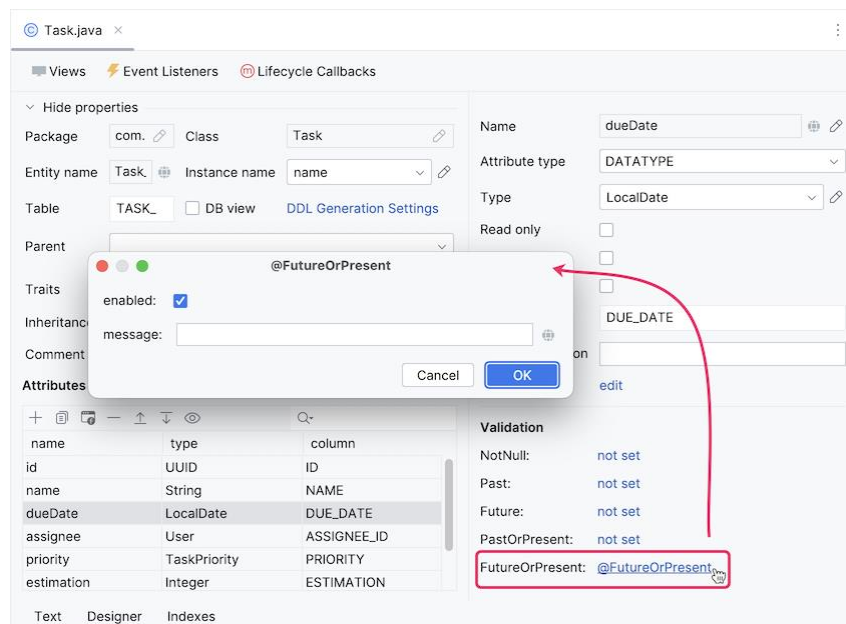 Task.java
Views Event Listeners Lifecycle Callbacks
Hide properties
Package com. Class Task
Entity name Task_ Instance name name
Table TASK_ DB view DDL Generation Settings
Parent
Traits
Inheritanc
Comment
Attributes
name type column
id UUID ID
name String NAME
dueDate LocalDate DUE_DATE
assignee User ASSIGNEE_ID
priority TaskPriority PRIORITY
estimation Integer ESTIMATION
Text Designer Indexes
@FutureOrPresent
enabled:
message:
Cancel OK
Name dueDate
Attribute type DATATYPE
Type LocalDate
Read only
DUE_DATE
on
edit
Validation
NotNull: not set
Past: not set
Future: not set
PastOrPresent: not set
FutureOrPresent: @FutureOrPresent